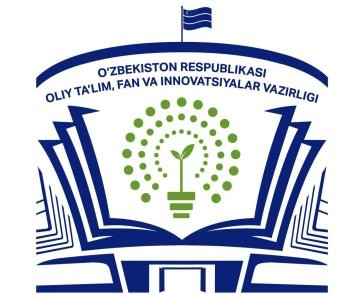 O‘ZBEKISTON RESPUBLIKASI
OLIY TA’LIM, FAN VA INNOVATSIYALAR VAZIRLIGI